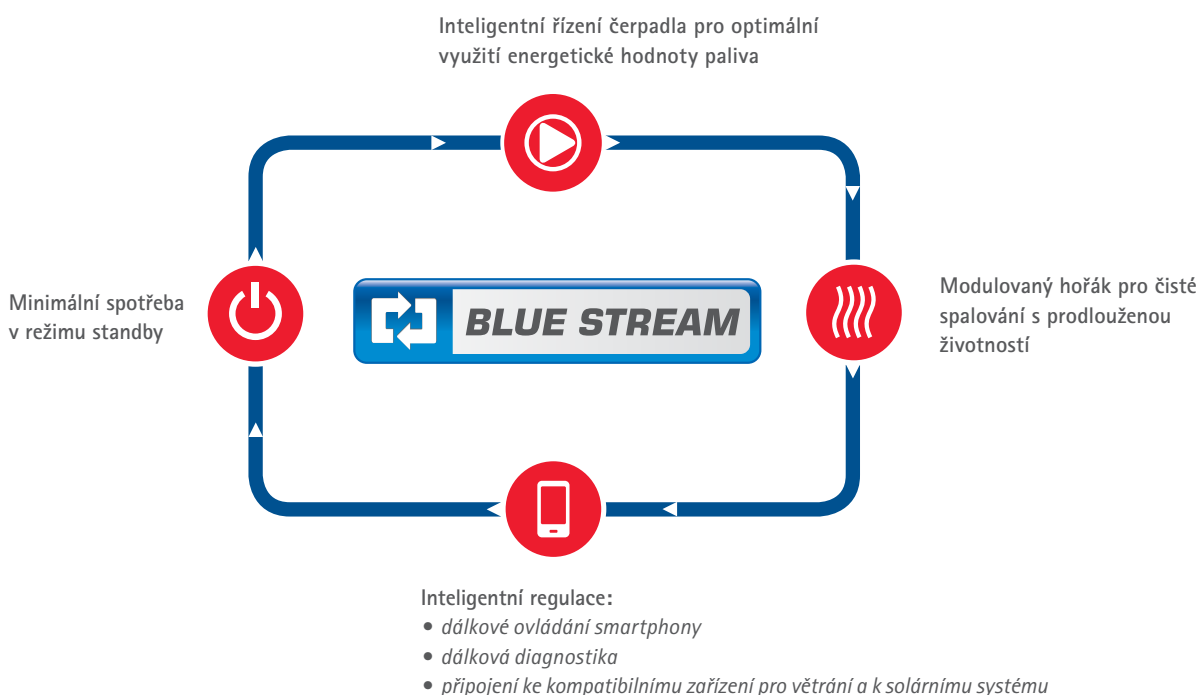 Inteligentní řízení čerpadla pro optimální
využití energetické hodnoty paliva
Minimální spotřeba
v režimu standby
BLUE STREAM
Modulovaný hořák pro čisté
spalování s prodlouženou
životností
Inteligentní regulace:
• dálkové ovládání smartphony
• dálková diagnostika
• připojení ke kompatibilnímu zařízení pro větrání a k solárnímu systému